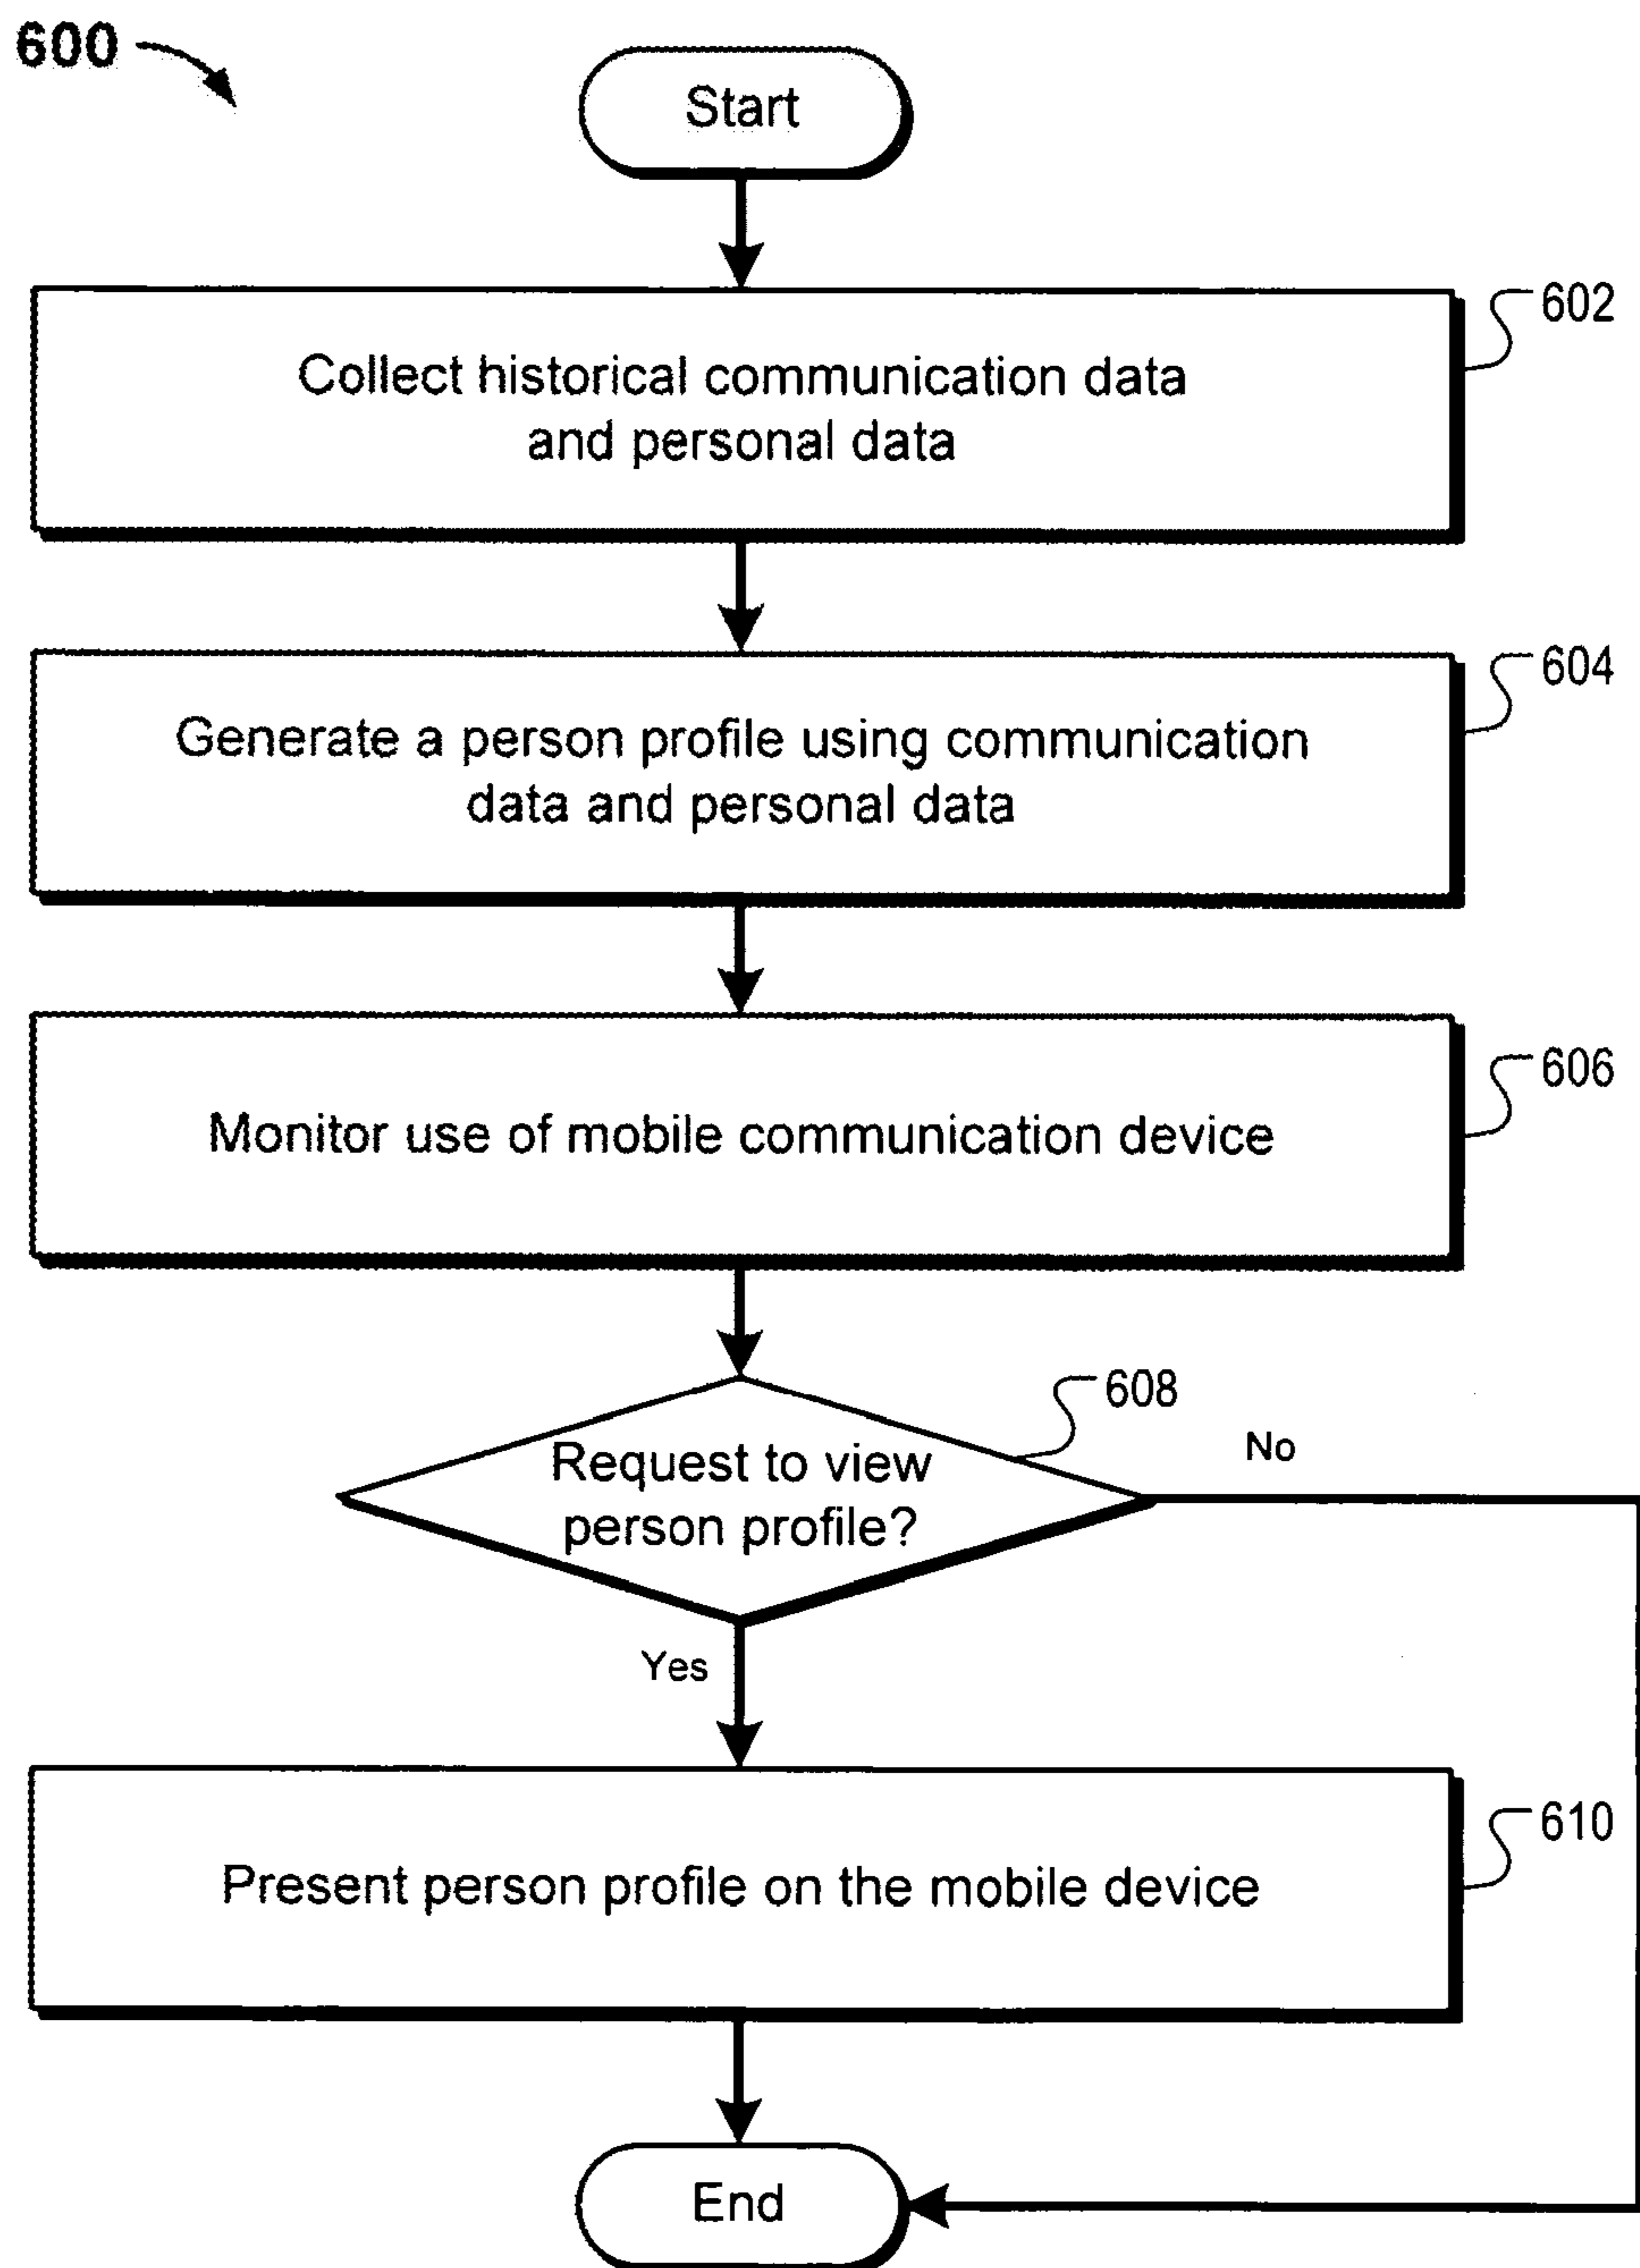 600
Start
602
Collect historical communication data
and personal data
604
Generate a person profile using communication
data and personal data
606
Monitor use of mobile communication device
608
No
Request to view
person profile?
Yes
610
Present person profile on the mobile device
End